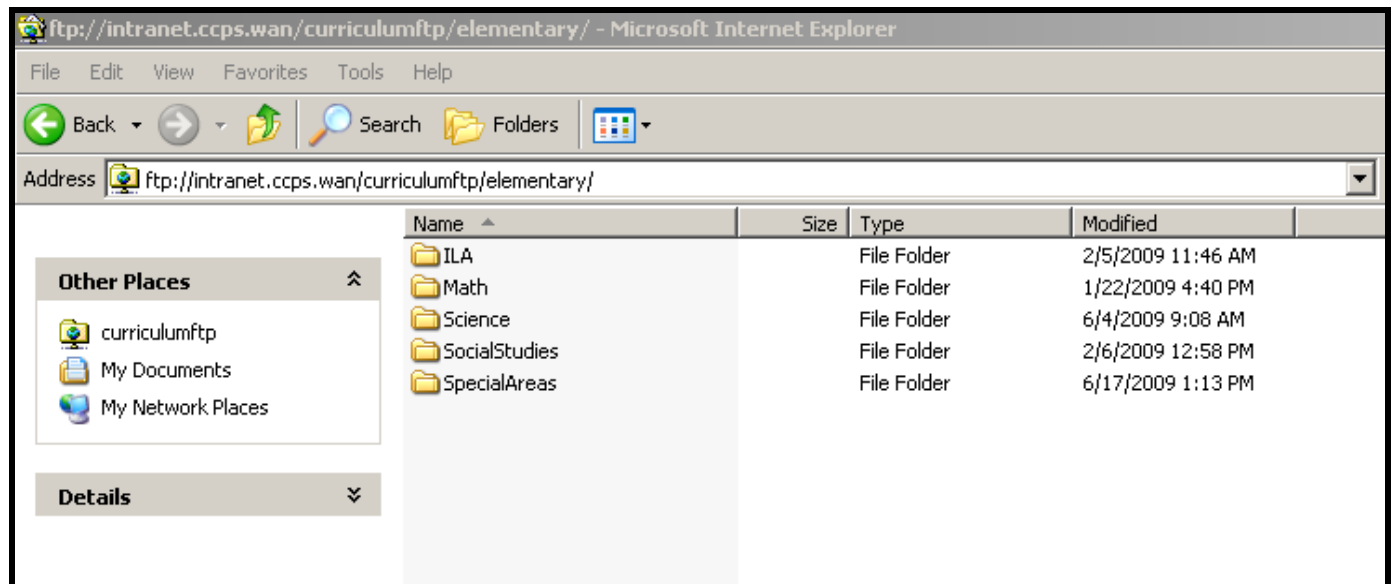 ftp://intranet.ccps.wan/curriculumftp/elementary/ - Microsoft Internet Explorer
File Edit View Favorites Tools Help
Back Search Folders
Address ftp://intranet.ccps.wan/curriculumftp/elementary/
Name Size Type Modified
Other Places
curriculumftp
My Documents
My Network Places
Details
ILA File Folder 2/5/2009 11:46 AM
Math File Folder 1/22/2009 4:40 PM
Science File Folder 6/4/2009 9:08 AM
SocialStudies File Folder 2/6/2009 12:58 PM
SpecialAreas File Folder 6/17/2009 1:13 PM